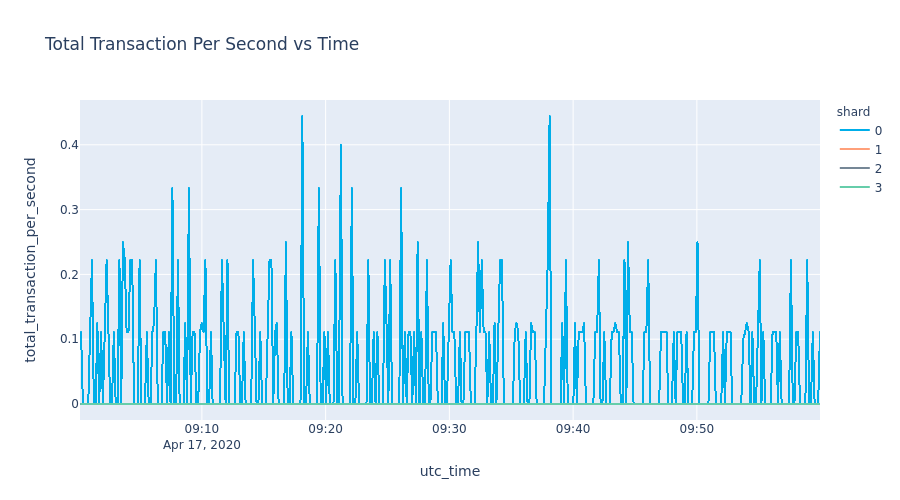 Total Transaction Per Second vs Time
total_transaction_per_second
0.4
0.3
0.2
0.1
0
09:10
Apr 17, 2020
09:20
09:30
09:40
09:50
utc_time
shard
0
1
2
3